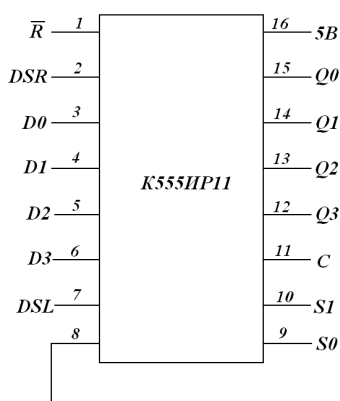 R 1 16 5B
DSR 2 15 Q0
D0 3 14 Q1
D1 4 К555ИР11 13 Q2
D2 5 12 Q3
D3 6 11 C
DSL 7 10 S1
8 9 S0